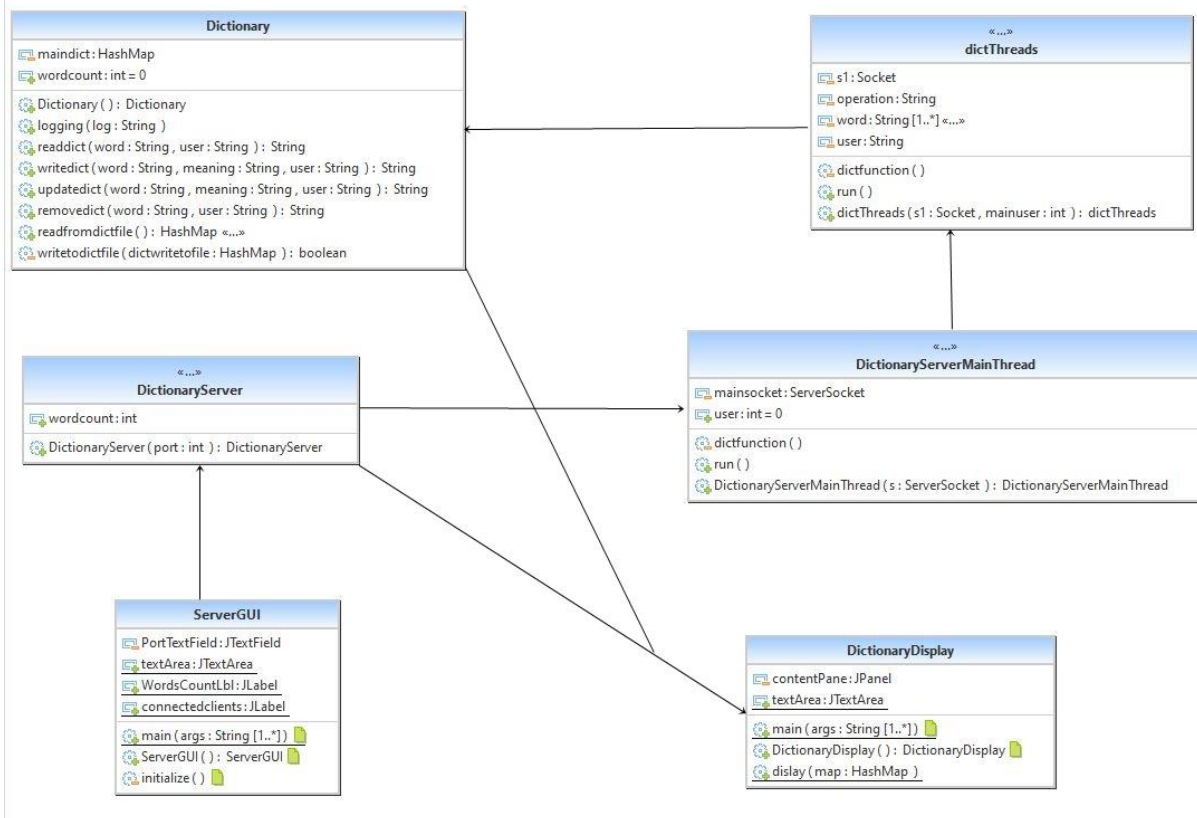 Dictionary
maindict : HashMap
wordcount : int = 0
Dictionary ( ) : Dictionary
logging ( log : String )
readdict ( word : String , user : String ) : String
writedict ( word : String , meaning : String , user : String ) : String
updatedict ( word : String , meaning : String , user : String ) : String
removedict ( word : String , user : String ) : String
readfromdictfile ( ) : HashMap «...»
writetodictfile ( dictwritetofile : HashMap ) : boolean
«...»
dictThreads
s1 : Socket
operation : String
word : String [1..*] «...»
user : String
dictfunction ( )
run ( )
dictThreads ( s1 : Socket , mainuser : int ) : dictThreads
«...»
DictionaryServer
wordcount : int
DictionaryServer ( port : int ) : DictionaryServer
«...»
DictionaryServerMainThread
mainsocket : ServerSocket
user : int = 0
dictfunction ( )
run ( )
DictionaryServerMainThread ( s : ServerSocket ) : DictionaryServerMainThread
ServerGUI
PortTextField : JTextField
textArea : JTextArea
WordsCountLbl : JLabel
connectedclients : JLabel
main ( args : String [1..*] )
ServerGUI ( ) : ServerGUI
initialize ( )
DictionaryDisplay
contentPane : JPanel
textArea : JTextArea
main ( args : String [1..*] )
DictionaryDisplay ( ) : DictionaryDisplay
dislay ( map : HashMap )